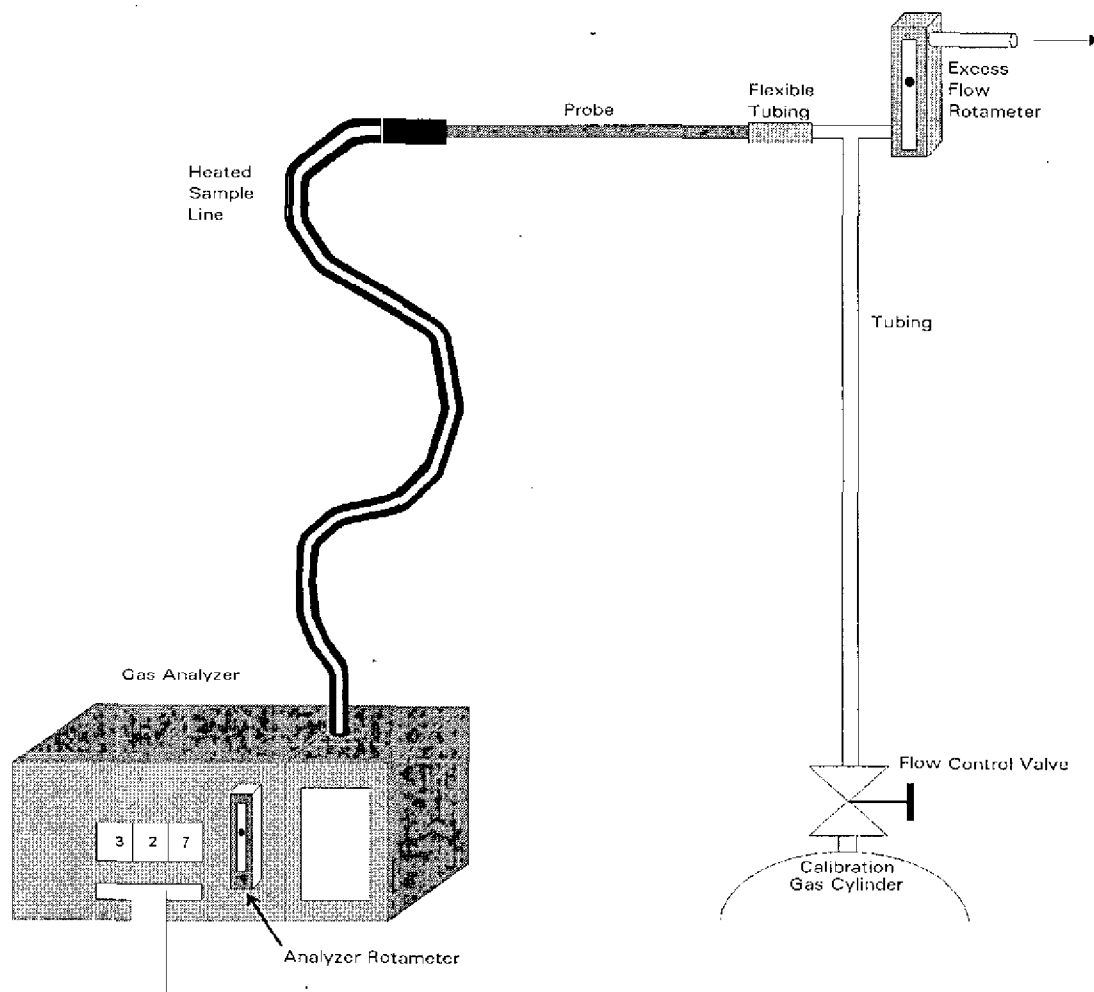 Excess
Flow
Rotameter
Flexible
Tubing
Probe
Heated
Sample
Line
Tubing
Gas Analyzer
Flow Control Valve
3 2 7
Calibration
Gas Cylinder
Analyzer Rotameter